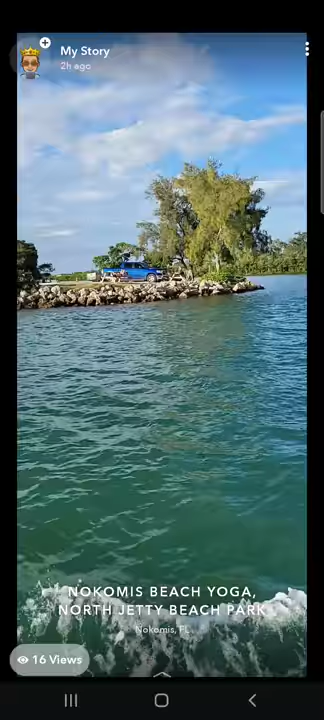 My Story
2h ago
NOKOMIS BEACH YOGA,
NORTH JETTY BEACH PARK
Nokomis, FL
16 Views